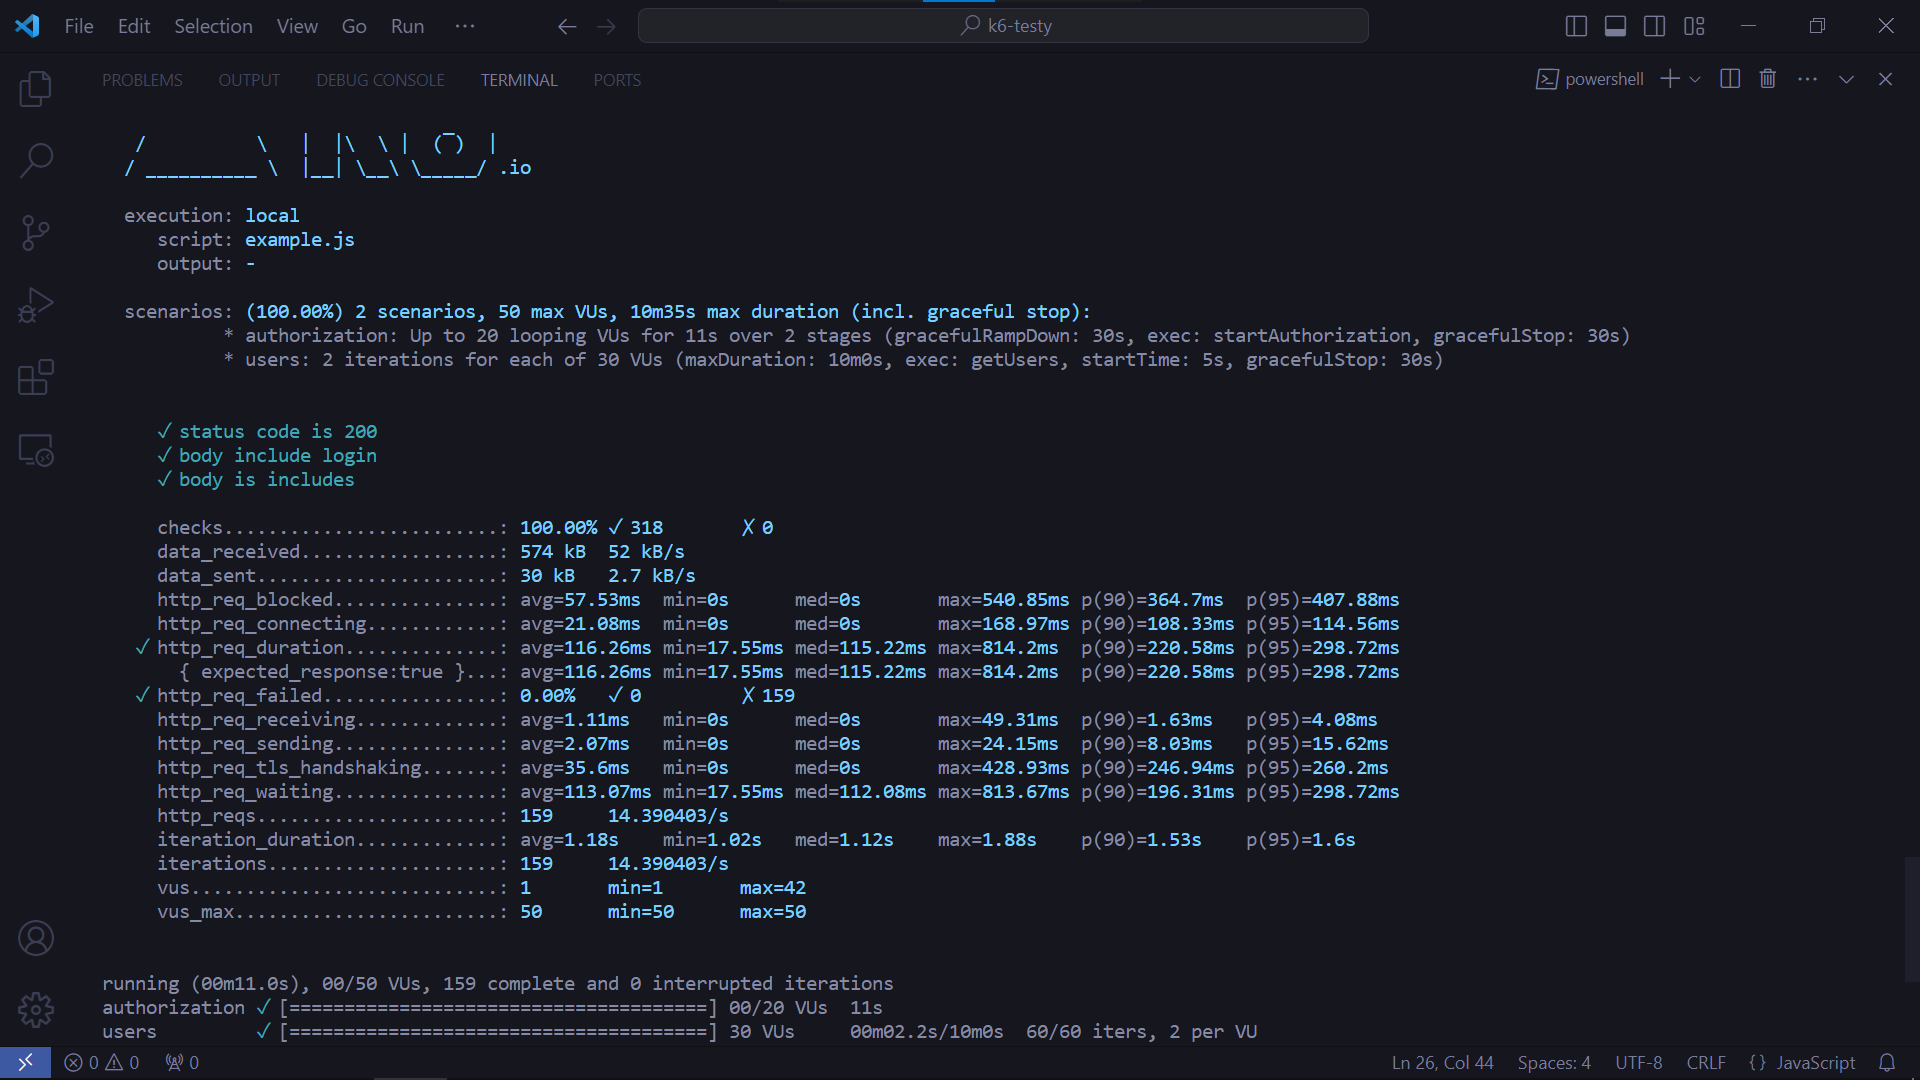 File Edit Selection View Go Run ··· k6-testy
PROBLEMS OUTPUT DEBUG CONSOLE TERMINAL PORTS powershell
/ \ | |\ \ | (‾) |
/ __________ \ |__| \__\ \_____/ .io
execution: local
script: example.js
output: -
scenarios: (100.00%) 2 scenarios, 50 max VUs, 10m35s max duration (incl. graceful stop):
* authorization: Up to 20 looping VUs for 11s over 2 stages (gracefulRampDown: 30s, exec: startAuthorization, gracefulStop: 30s)
* users: 2 iterations for each of 30 VUs (maxDuration: 10m0s, exec: getUsers, startTime: 5s, gracefulStop: 30s)
✓ status code is 200
✓ body include login
✓ body is includes
checks.........................: 100.00% ✓ 318 ✗ 0
data_received..................: 574 kB 52 kB/s
data_sent......................: 30 kB 2.7 kB/s
http_req_blocked...............: avg=57.53ms min=0s med=0s max=540.85ms p(90)=364.7ms p(95)=407.88ms
http_req_connecting............: avg=21.08ms min=0s med=0s max=168.97ms p(90)=108.33ms p(95)=114.56ms
✓ http_req_duration..............: avg=116.26ms min=17.55ms med=115.22ms max=814.2ms p(90)=220.58ms p(95)=298.72ms
{ expected_response:true }...: avg=116.26ms min=17.55ms med=115.22ms max=814.2ms p(90)=220.58ms p(95)=298.72ms
✓ http_req_failed................: 0.00% ✓ 0 ✗ 159
http_req_receiving.............: avg=1.11ms min=0s med=0s max=49.31ms p(90)=1.63ms p(95)=4.08ms
http_req_sending...............: avg=2.07ms min=0s med=0s max=24.15ms p(90)=8.03ms p(95)=15.62ms
http_req_tls_handshaking.......: avg=35.6ms min=0s med=0s max=428.93ms p(90)=246.94ms p(95)=260.2ms
http_req_waiting...............: avg=113.07ms min=17.55ms med=112.08ms max=813.67ms p(90)=196.31ms p(95)=298.72ms
http_reqs......................: 159 14.390403/s
iteration_duration.............: avg=1.18s min=1.02s med=1.12s max=1.88s p(90)=1.53s p(95)=1.6s
iterations.....................: 159 14.390403/s
vus............................: 1 min=1 max=42
vus_max........................: 50 min=50 max=50
running (00m11.0s), 00/50 VUs, 159 complete and 0 interrupted iterations
authorization ✓ [======================================] 00/20 VUs 11s
users ✓ [======================================] 30 VUs 00m02.2s/10m0s 60/60 iters, 2 per VU
0 0 0 Ln 26, Col 44 Spaces: 4 UTF-8 CRLF {} JavaScript